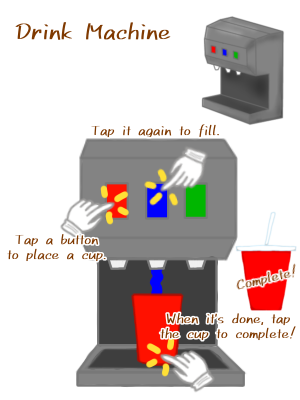 Drink Machine
Tap it again to fill.
Tap a button
to place a cup.
Complete!
When it's done, tap
the cup to complete!